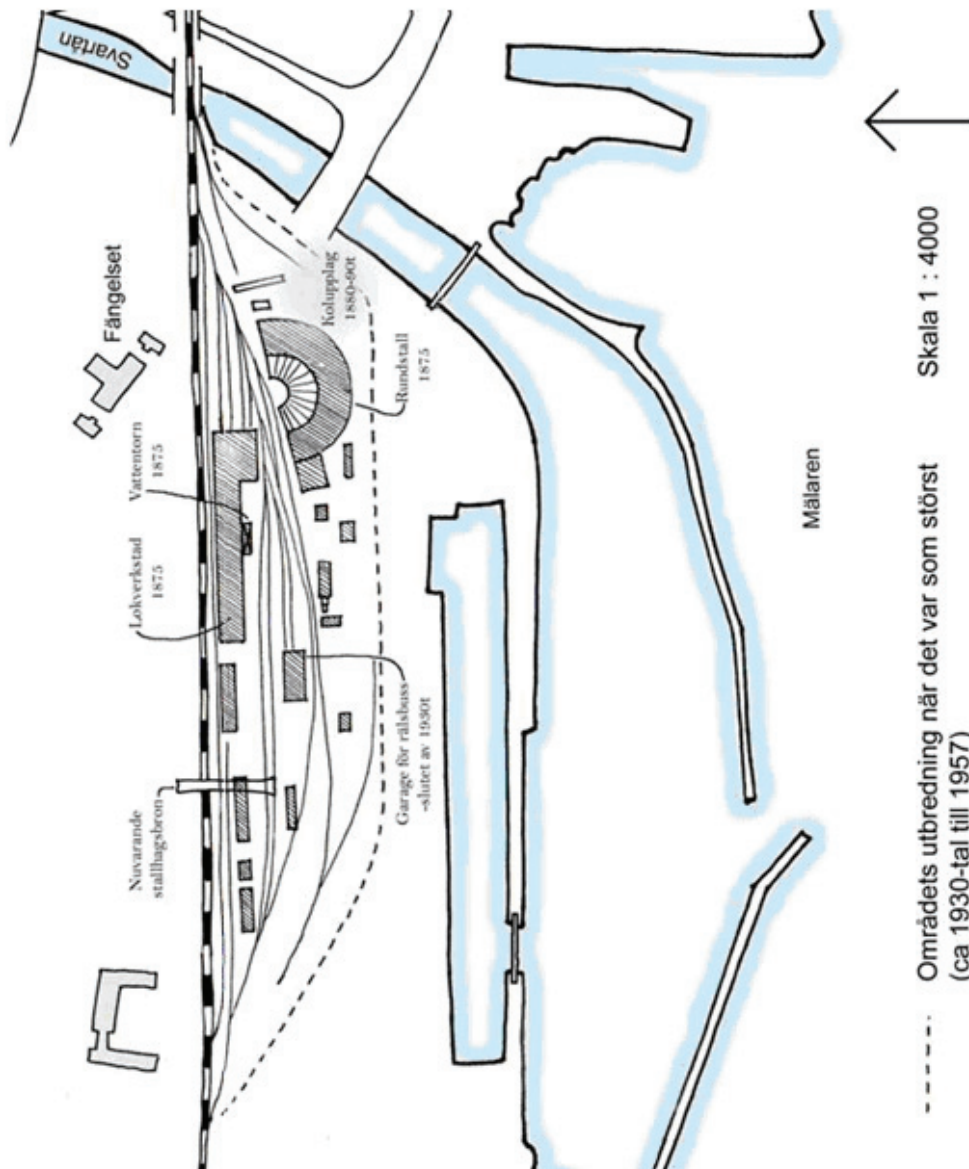 Svartån
Fängelset
Vattentorn
1875
Lokverkstad
1875
Nuvarande
stallhagsbron
Kolupplag
1880-90t
Rundstall
1875
Garage för rälsbuss
-slutet av 1930t
Mälaren
Skala 1 : 4000
Områdets utbredning när det var som störst
(ca 1930-tal till 1957)